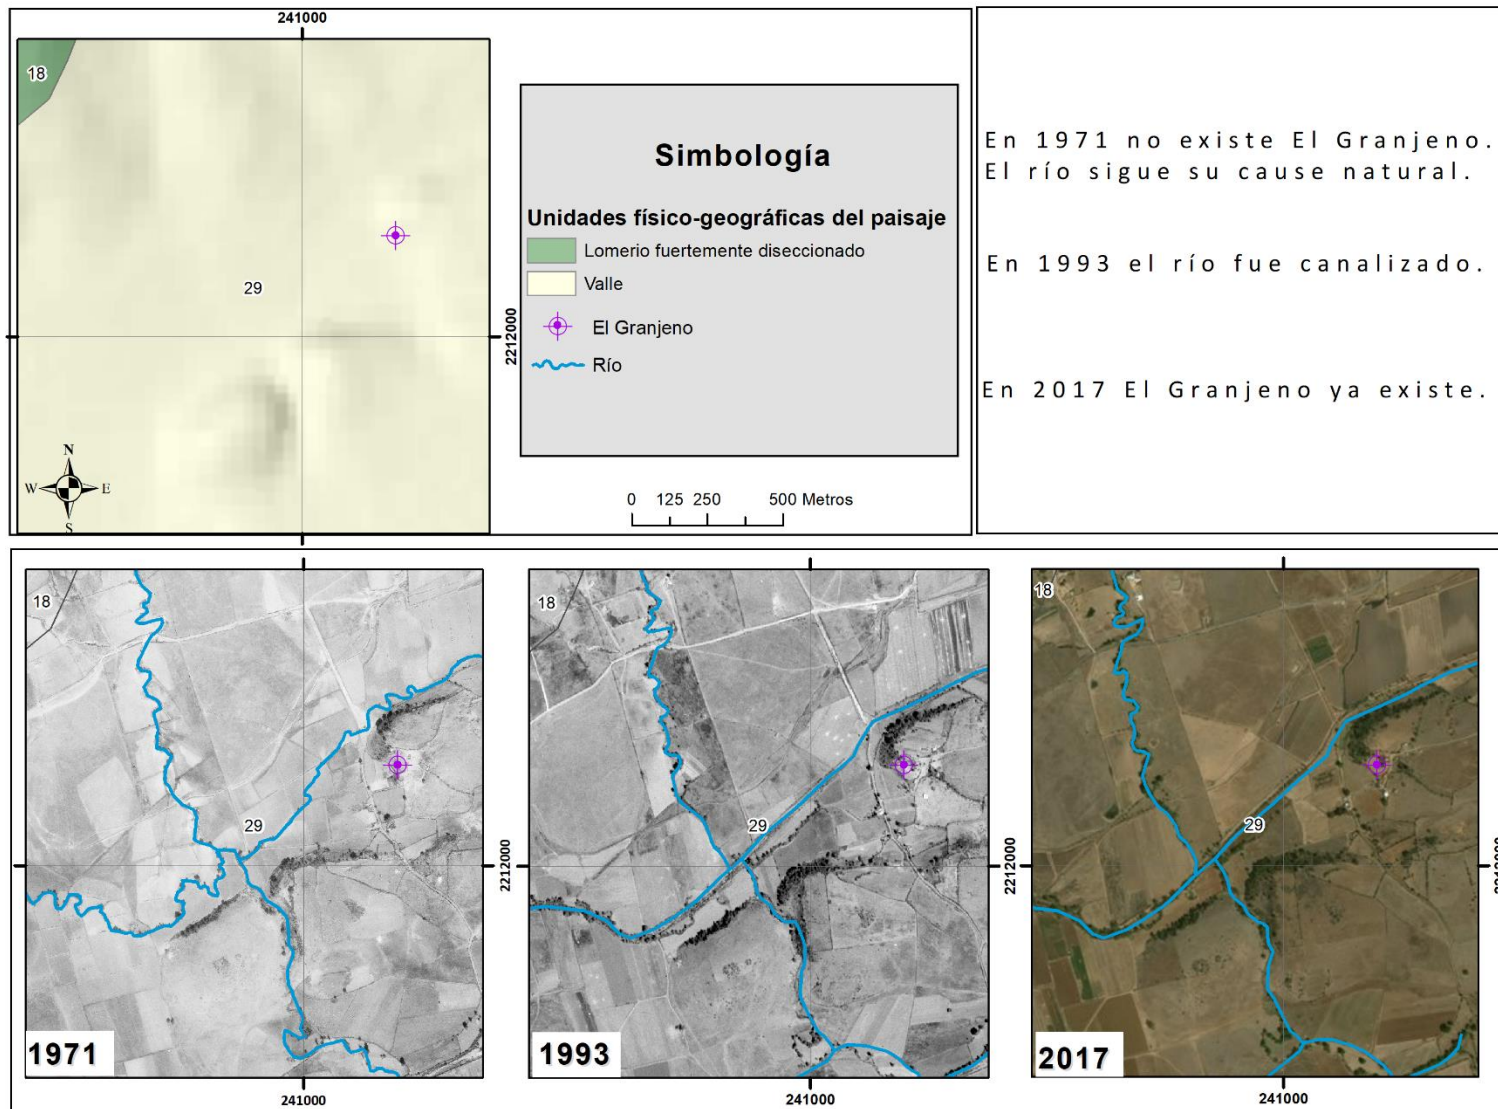 241000
18
29
2212000
N
W E
S
Simbología
Unidades físico-geográficas del paisaje
Lomerio fuertemente diseccionado
Valle
El Granjeno
Río
0 125 250 500 Metros
En 1971 no existe El Granjeno.
El río sigue su cause natural.
En 1993 el río fue canalizado.
En 2017 El Granjeno ya existe.
18
29
2212000
1971
241000
18
29
2212000
1993
241000
18
29
2212000
2017
241000